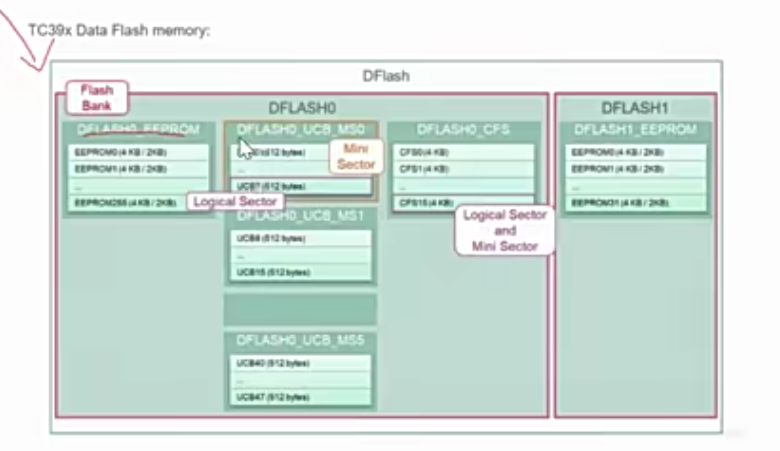 TC39x Data Flash memory:
DFlash
Flash
Bank
DFLASH0
DFLASH1
DFLASH0_EEPROM
DFLASH0_UCB_MS0
DFLASH0_CFS
DFLASH1_EEPROM
EEPROM0 (4 KB / 2KB)
EEPROM1 (4 KB / 2KB)
...
EEPROM255 (4 KB / 2KB)
(512 bytes)
...
UCB7 (512 bytes)
Mini
Sector
Logical Sector
CFS0 (4 KB)
CFS1 (4 KB)
...
CFS15 (4 KB)
Logical Sector
and
Mini Sector
EEPROM0 (4 KB / 2KB)
EEPROM1 (4 KB / 2KB)
...
EEPROM31 (4 KB / 2KB)
DFLASH0_UCB_MS1
UCB8 (512 bytes)
...
UCB15 (512 bytes)
DFLASH0_UCB_MS5
UCB40 (512 bytes)
...
UCB47 (512 bytes)